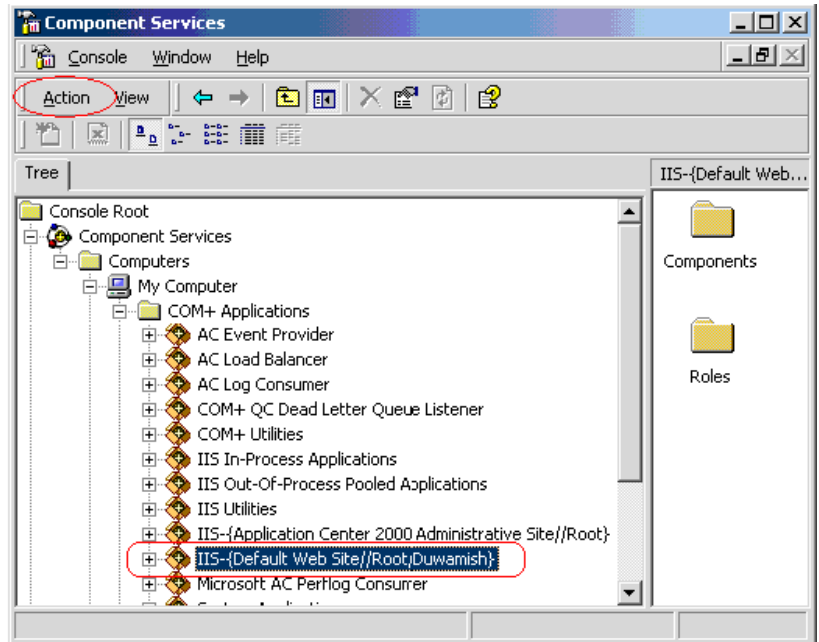 Component Services
Console Window Help
Action View
Tree
IIS-{Default Web...
Console Root
Component Services
Computers
My Computer
COM+ Applications
AC Event Provider
AC Load Balancer
AC Log Consumer
COM+ QC Dead Letter Queue Listener
COM+ Utilities
IIS In-Process Applications
IIS Out-Of-Process Pooled Applications
IIS Utilities
IIS-{Application Center 2000 Administrative Site//Root}
IIS-{Default Web Site//Root/Duwamish}
Microsoft AC Perflog Consumer
Components
Roles